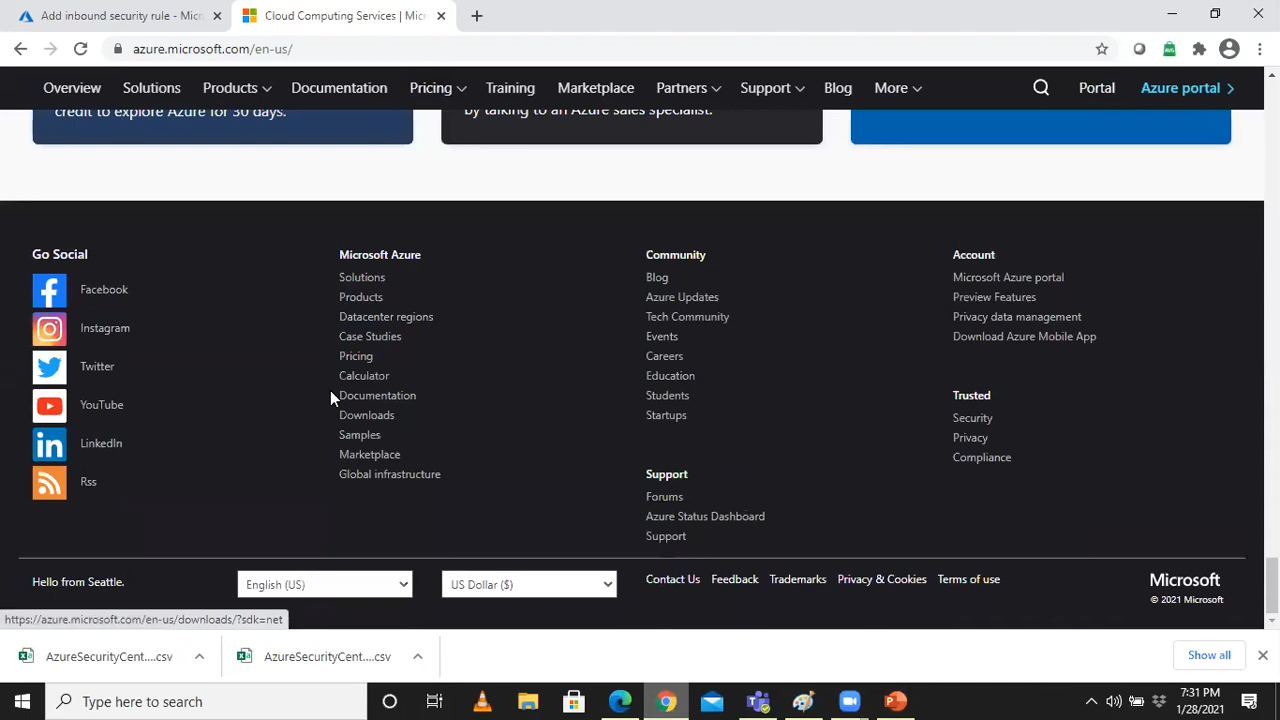 Add inbound security rule - Micr
Cloud Computing Services | Micr
azure.microsoft.com/en-us/
Overview Solutions Products Documentation Pricing Training Marketplace Partners Support Blog More Portal Azure portal
credit to explore Azure for 30 days.
by talking to an Azure sales specialist.
Go Social
Facebook
Instagram
Twitter
YouTube
LinkedIn
Rss
Microsoft Azure
Solutions
Products
Datacenter regions
Case Studies
Pricing
Calculator
Documentation
Downloads
Samples
Marketplace
Global infrastructure
Community
Blog
Azure Updates
Tech Community
Events
Careers
Education
Students
Startups
Support
Forums
Azure Status Dashboard
Support
Account
Microsoft Azure portal
Preview Features
Privacy data management
Download Azure Mobile App
Trusted
Security
Privacy
Compliance
Hello from Seattle.
English (US)
US Dollar ($)
Contact Us Feedback Trademarks Privacy & Cookies Terms of use
Microsoft
© 2021 Microsoft
https://azure.microsoft.com/en-us/downloads/?sdk=net
AzureSecurityCent....csv
AzureSecurityCent....csv
Show all
Type here to search
7:31 PM
1/28/2021